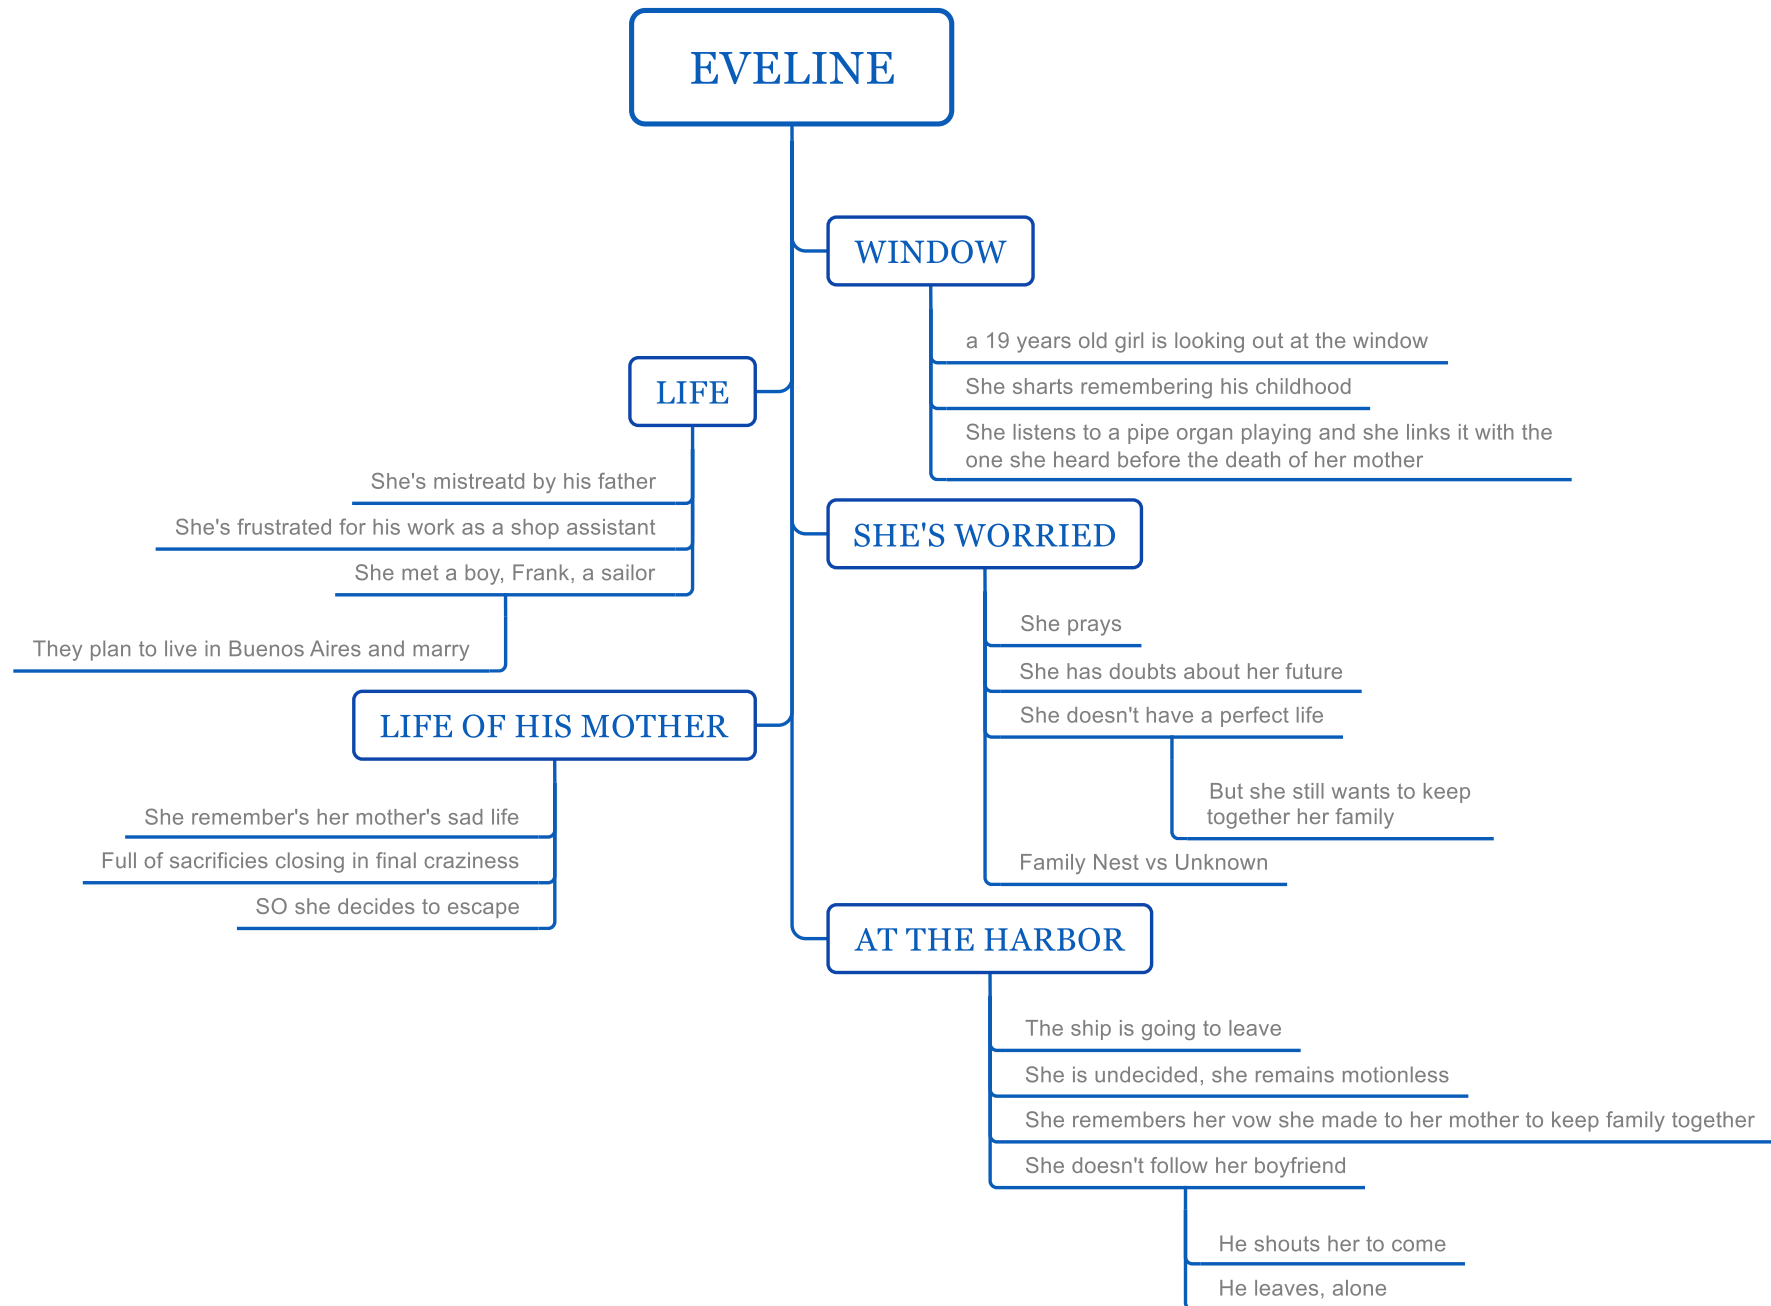 EVELINE
WINDOW
a 19 years old girl is looking out at the window
She sharts remembering his childhood
She listens to a pipe organ playing and she links it with the
one she heard before the death of her mother
LIFE
She's mistreatd by his father
She's frustrated for his work as a shop assistant
She met a boy, Frank, a sailor
They plan to live in Buenos Aires and marry
SHE'S WORRIED
She prays
She has doubts about her future
She doesn't have a perfect life
But she still wants to keep
together her family
Family Nest vs Unknown
LIFE OF HIS MOTHER
She remember's her mother's sad life
Full of sacrificies closing in final craziness
SO she decides to escape
AT THE HARBOR
The ship is going to leave
She is undecided, she remains motionless
She remembers her vow she made to her mother to keep family together
She doesn't follow her boyfriend
He shouts her to come
He leaves, alone